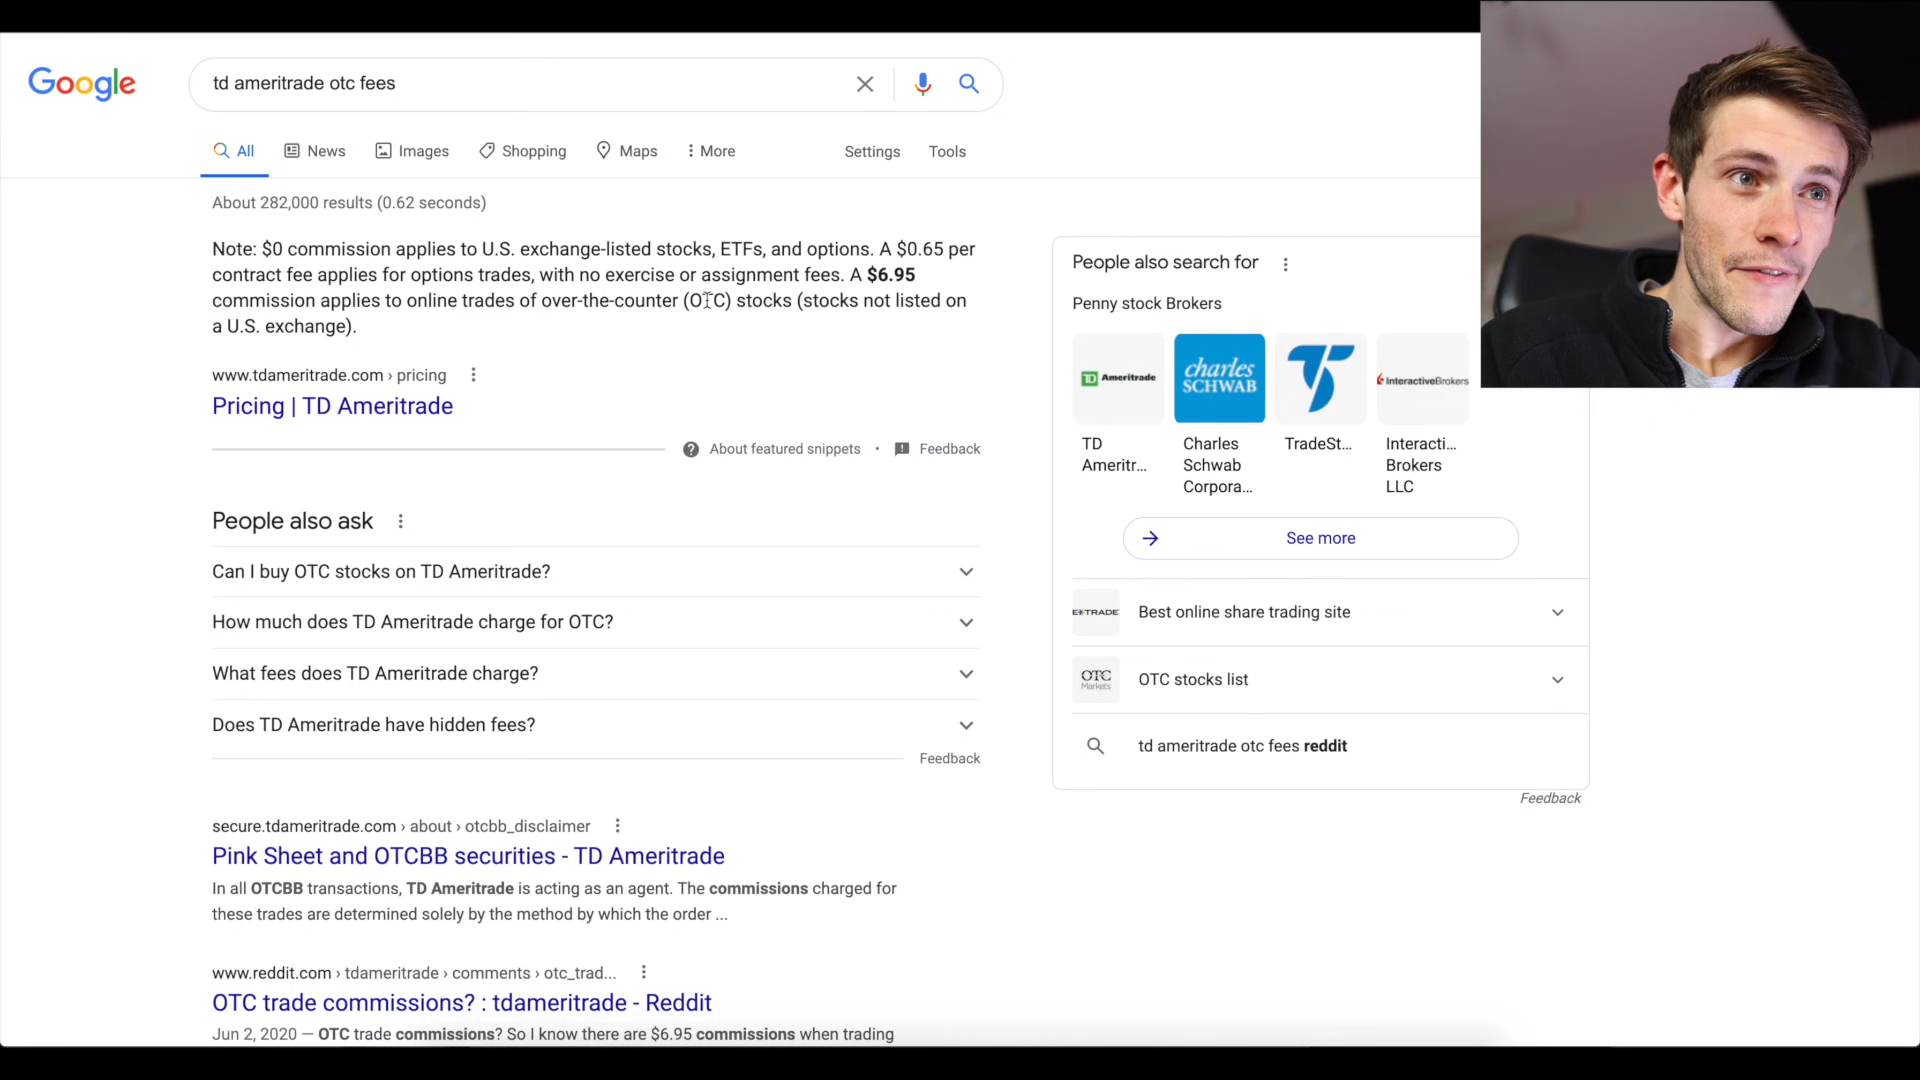 Google
td ameritrade otc fees
All
News
Images
Shopping
Maps
More
Settings
Tools
About 282,000 results (0.62 seconds)
Note: $0 commission applies to U.S. exchange-listed stocks, ETFs, and options. A $0.65 per
contract fee applies for options trades, with no exercise or assignment fees. A $6.95
commission applies to online trades of over-the-counter (OTC) stocks (stocks not listed on
a U.S. exchange).
www.tdameritrade.com › pricing
Pricing | TD Ameritrade
About featured snippets • Feedback
People also ask
Can I buy OTC stocks on TD Ameritrade?
How much does TD Ameritrade charge for OTC?
What fees does TD Ameritrade charge?
Does TD Ameritrade have hidden fees?
Feedback
secure.tdameritrade.com › about › otcbb_disclaimer
Pink Sheet and OTCBB securities - TD Ameritrade
In all OTCBB transactions, TD Ameritrade is acting as an agent. The commissions charged for
these trades are determined solely by the method by which the order ...
www.reddit.com › tdameritrade › comments › otc_trad...
OTC trade commissions? : tdameritrade - Reddit
Jun 2, 2020 — OTC trade commissions? So I know there are $6.95 commissions when trading
People also search for
Penny stock Brokers
TD Ameritrade
charles
SCHWAB
InteractiveBrokers
TD
Ameritr...
Charles
Schwab
Corpora...
TradeSt...
Interacti...
Brokers
LLC
See more
E*TRADE
Best online share trading site
OTC
Markets
OTC stocks list
td ameritrade otc fees reddit
Feedback